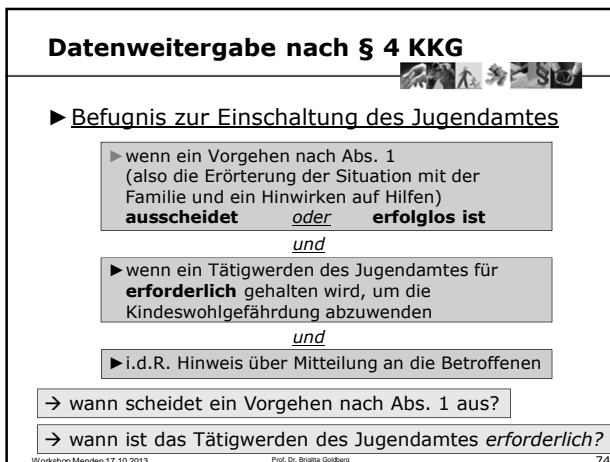 Datenweitergabe nach § 4 KKG
§
►Befugnis zur Einschaltung des Jugendamtes
►wenn ein Vorgehen nach Abs. 1
(also die Erörterung der Situation mit der
Familie und ein Hinwirken auf Hilfen)
ausscheidet oder erfolglos ist
und
►wenn ein Tätigwerden des Jugendamtes für
erforderlich gehalten wird, um die
Kindeswohlgefährdung abzuwenden
und
►i.d.R. Hinweis über Mitteilung an die Betroffenen
→ wann scheidet ein Vorgehen nach Abs. 1 aus?
→ wann ist das Tätigwerden des Jugendamtes erforderlich?
Workshop Menden 17.10.2013 Prof. Dr. Brigitta Goldberg 74